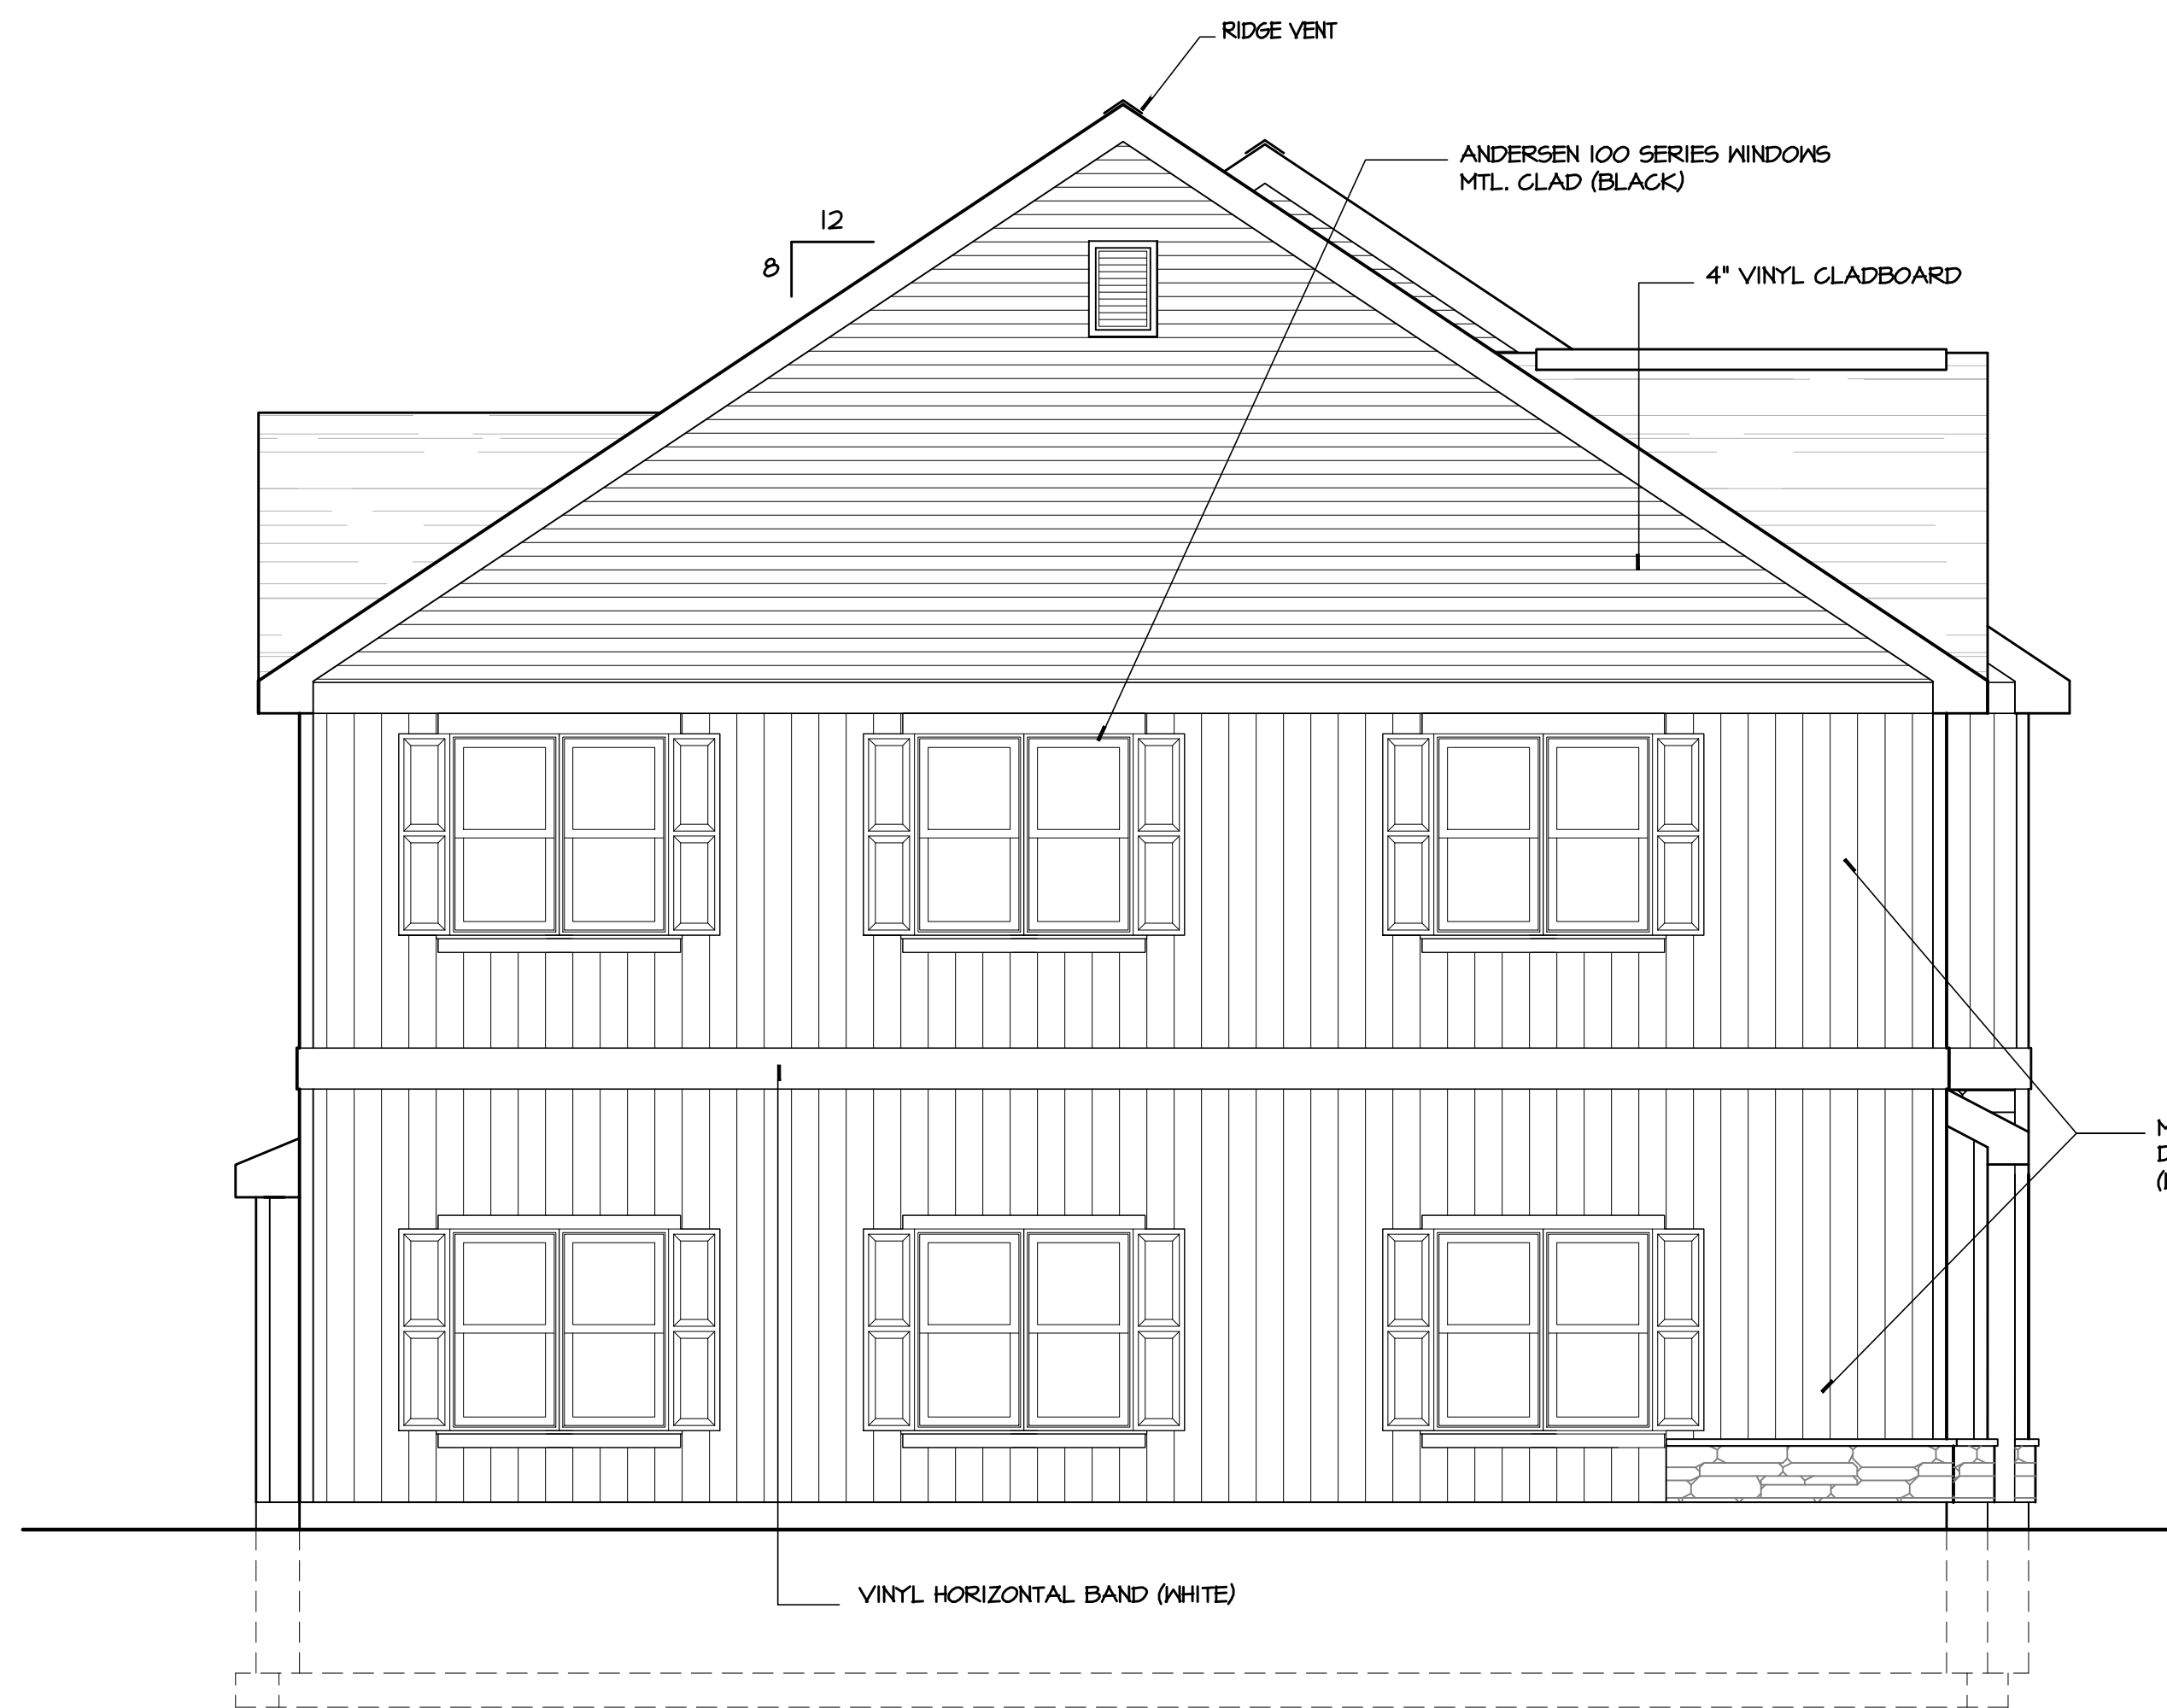 RIDGE VENT
ANDERSEN 100 SERIES WINDOWS
MTL. CLAD (BLACK)
12
8
4" VINYL CLADBOARD
VINYL HORIZONTAL BAND (WHITE)